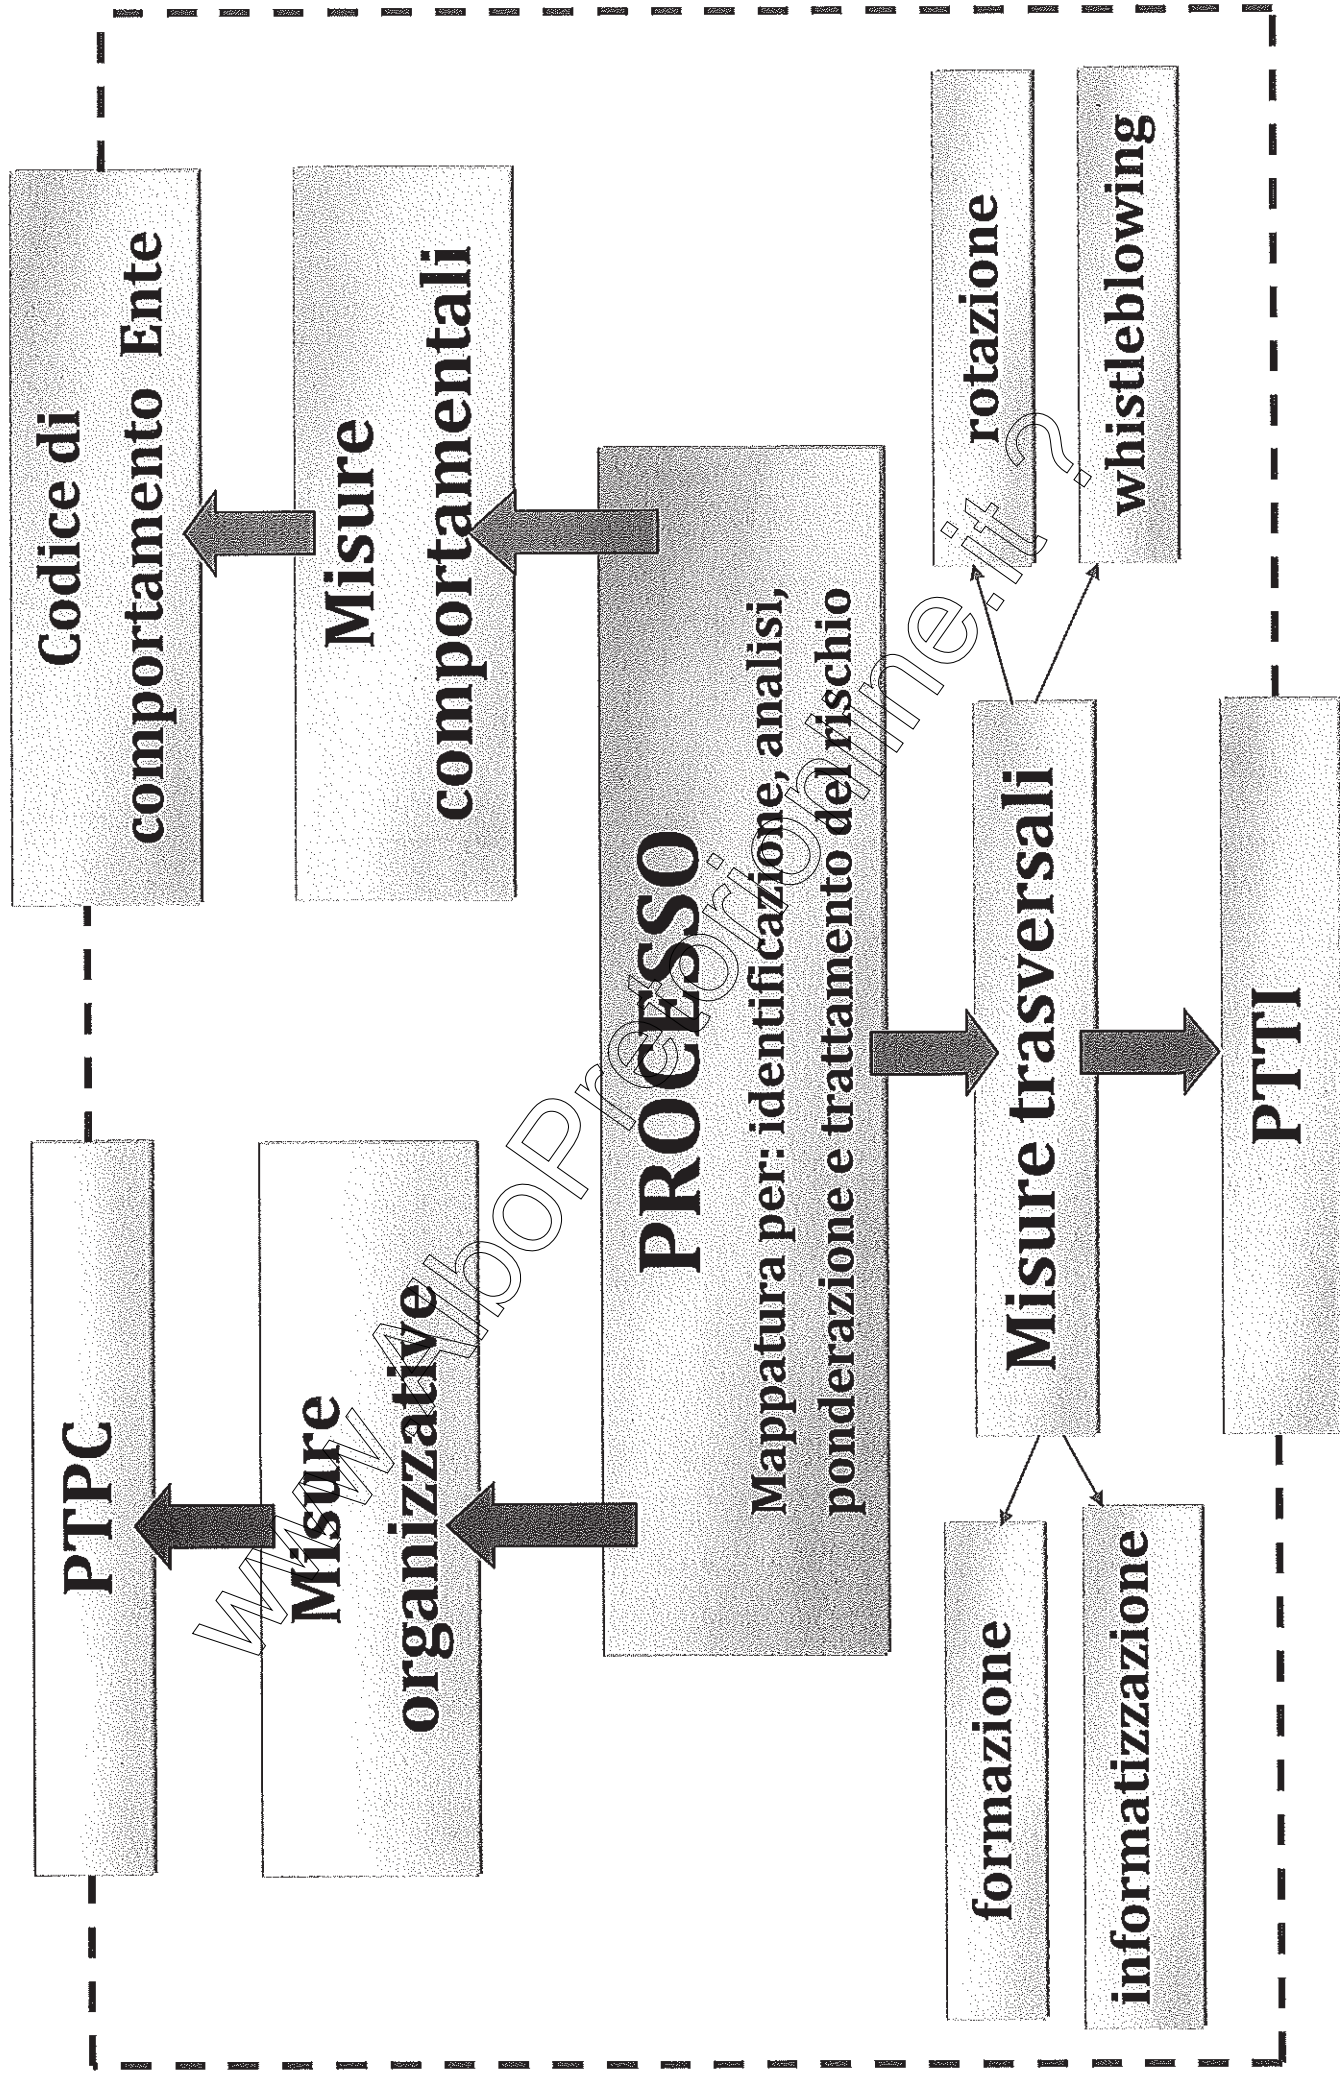 PTPC
Codice di
comportamento Ente
Misure
organizzative
Misure
comportamentali
PROCESSO
Mappatura per: identificazione, analisi,
ponderazione e trattamento del rischio
formazione
informatizzazione
Misure trasversali
rotazione
whistleblowing
PTTI
www.AlboPretorionline.it